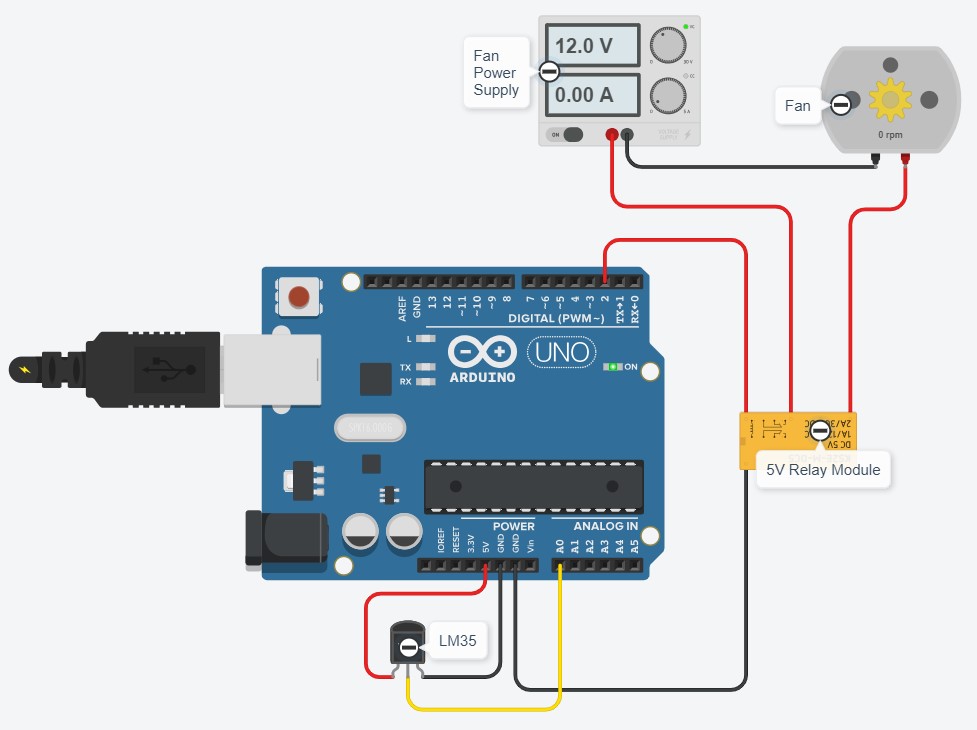 Fan
Power
Supply
12.0 V
0.00 A
ON
Fan
0 rpm
AREF
GND
13
12
~11
~10
~9
8
7
~6
~5
4
~3
2
TX→1
RX←0
DIGITAL (PWM~)
L
TX
RX
UNO
ARDUINO
ON
DC 5V
5V Relay Module
POWER
ANALOG IN
IOREF
RESET
3.3V
5V
GND
GND
Vin
A0
A1
A2
A3
A4
A5
LM35